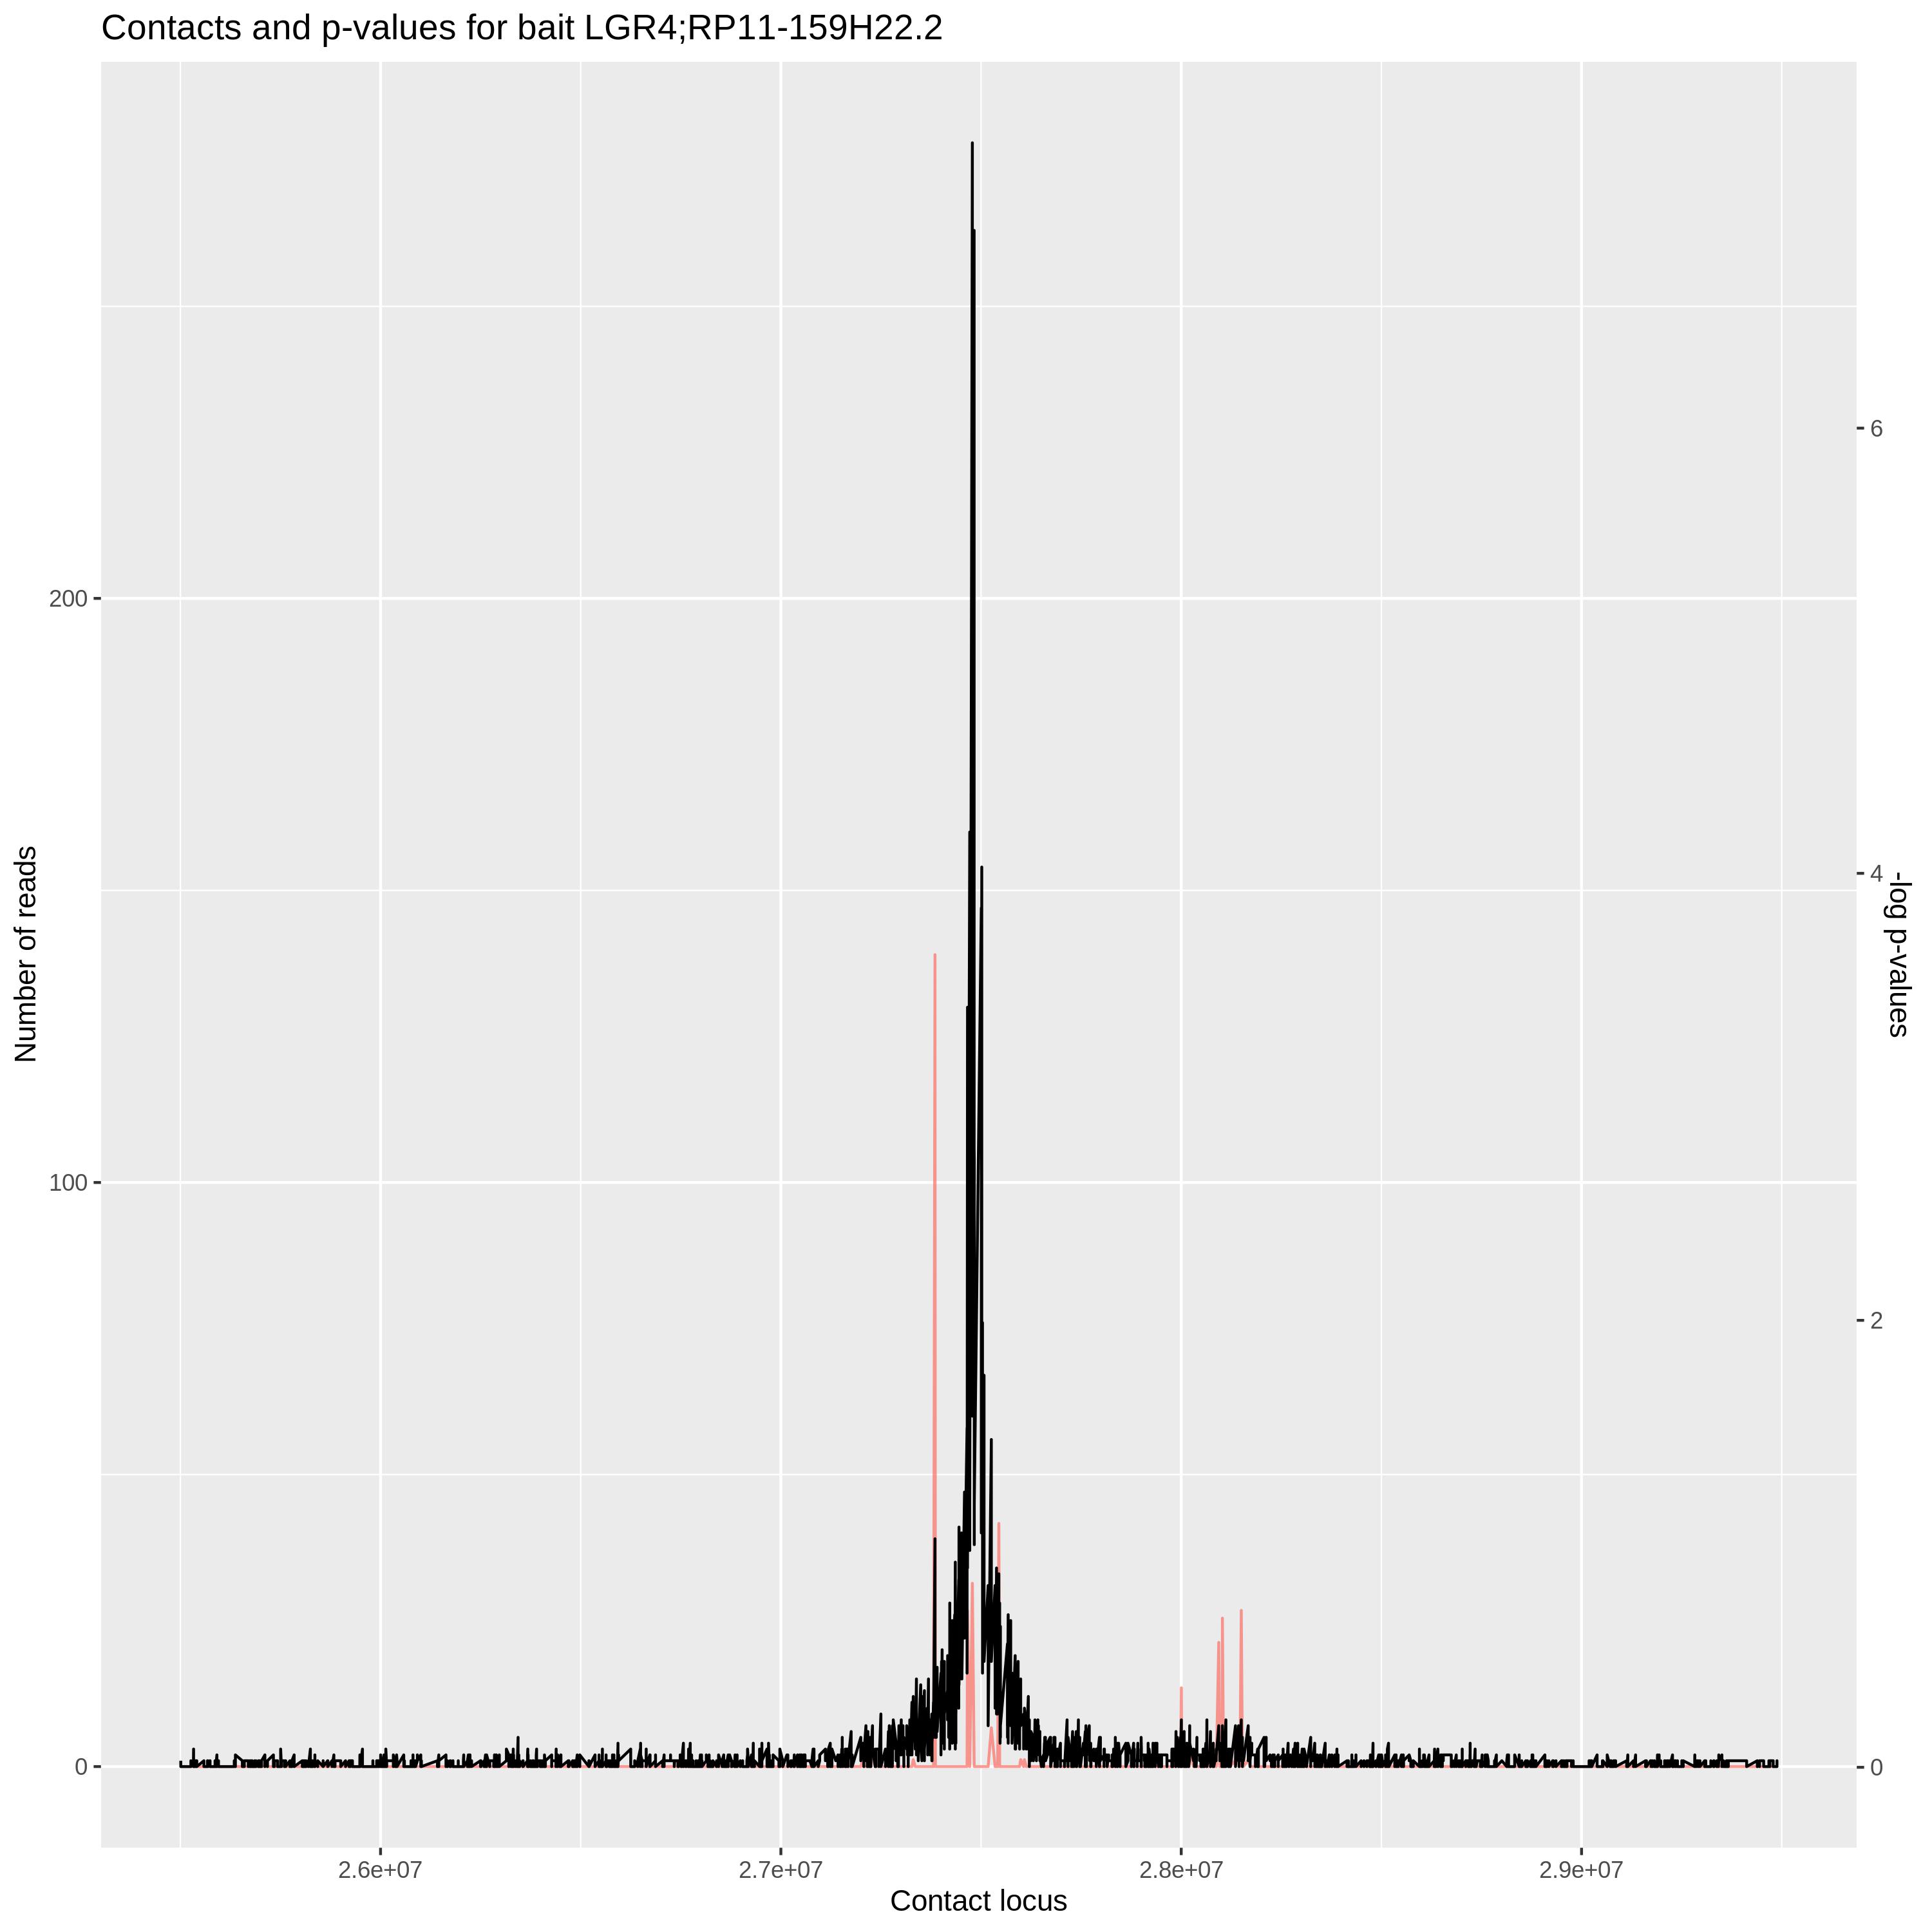 Contacts and p-values for bait LGR4;RP11-159H22.2
Number of reads
200
100
0
6
4
2
0
-log p-values
2.6e+07 2.7e+07 2.8e+07 2.9e+07
Contact locus